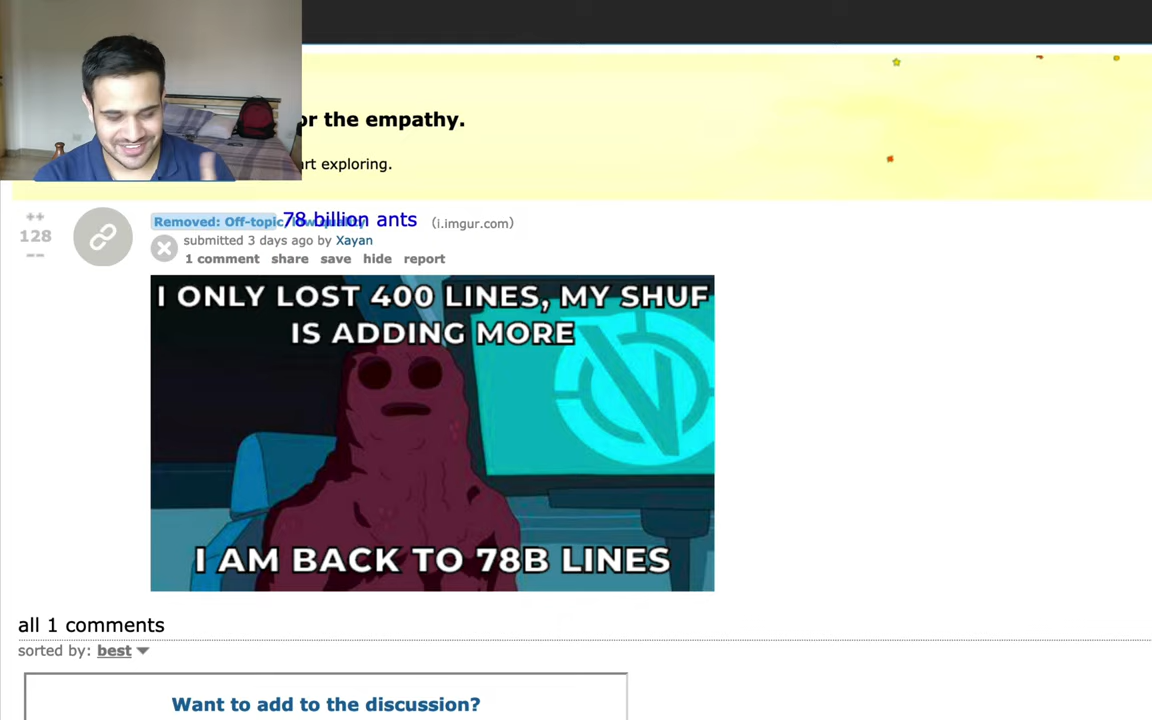 or the empathy.
rt exploring.
Removed: Off-topic 78 billion ants (i.imgur.com)
128
submitted 3 days ago by Xayan
1 comment share save hide report
I ONLY LOST 400 LINES, MY SHUF
IS ADDING MORE
I AM BACK TO 78B LINES
all 1 comments
sorted by: best
Want to add to the discussion?